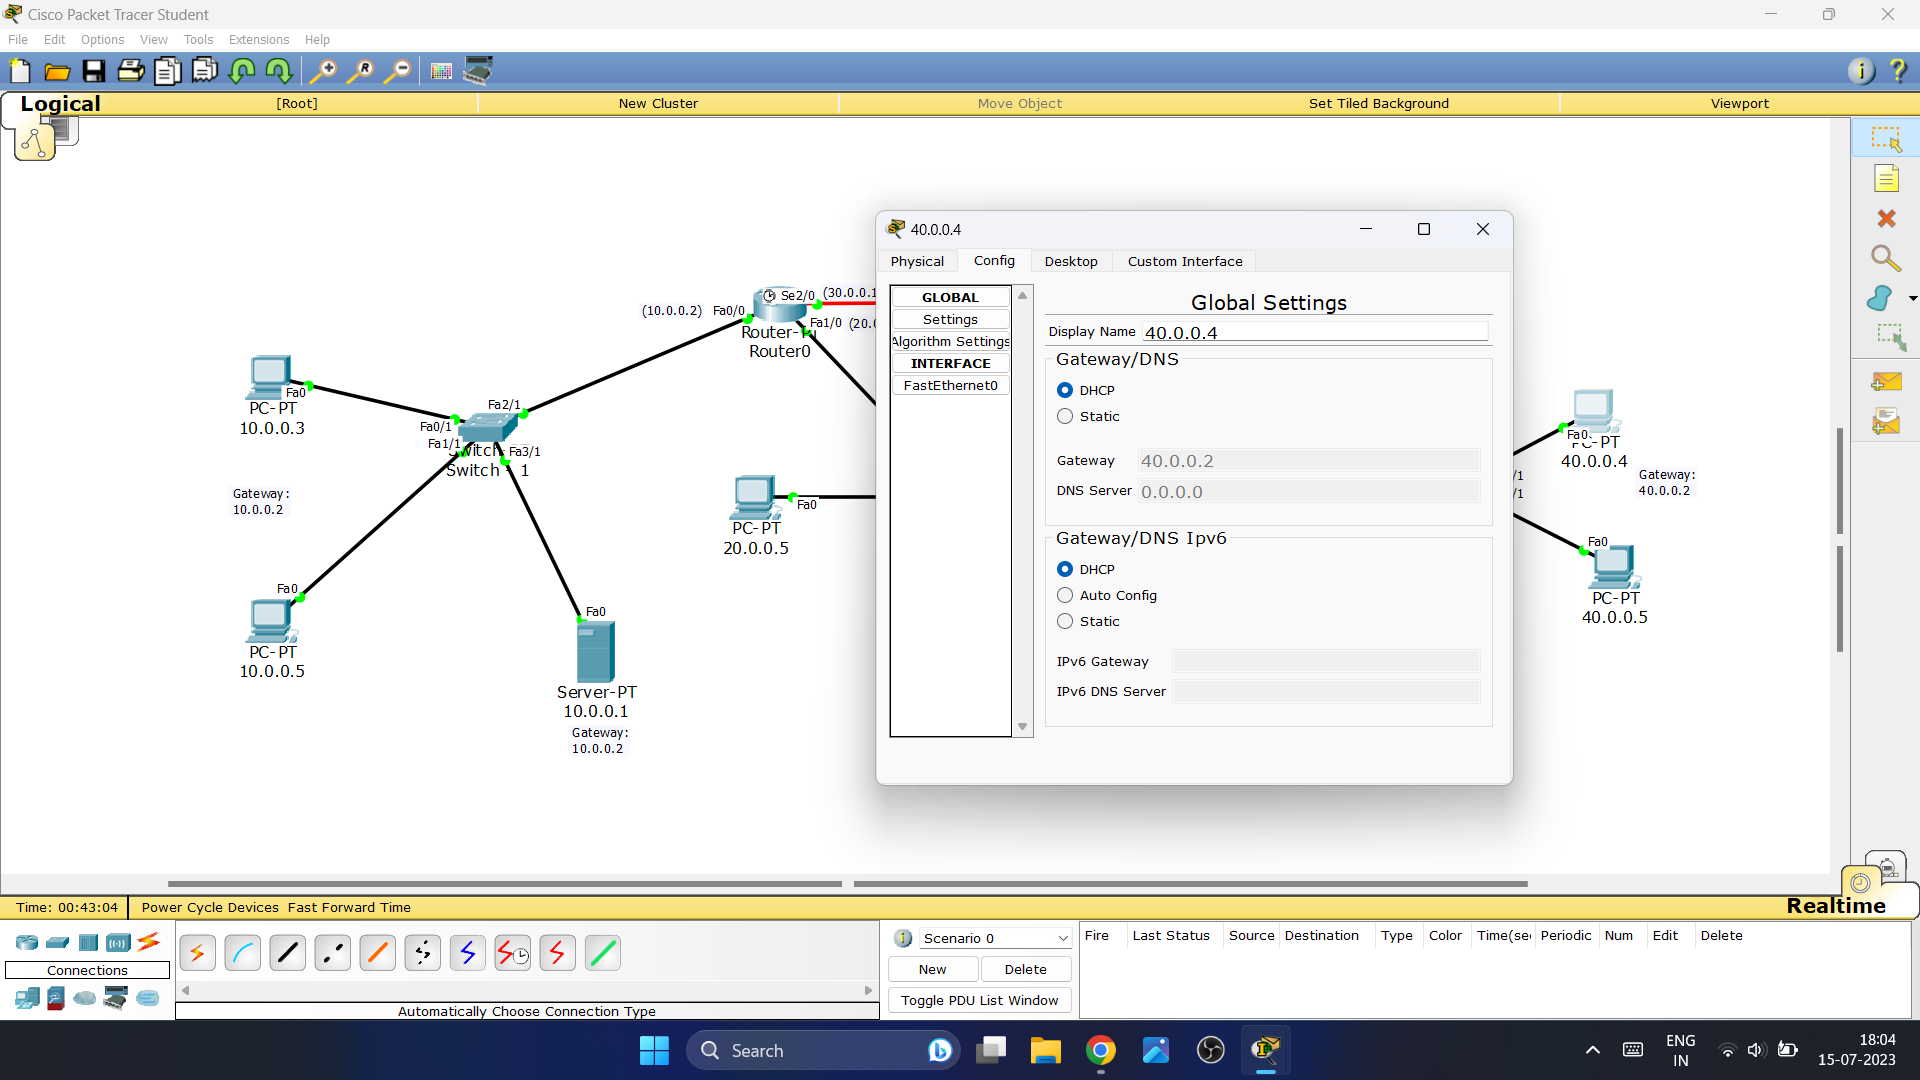 Cisco Packet Tracer Student
File Edit Options View Tools Extensions Help
Logical [Root] New Cluster Move Object Set Tiled Background Viewport
40.0.0.4
Physical Config Desktop Custom Interface
GLOBAL
Settings
Algorithm Settings
INTERFACE
FastEthernet0
Global Settings
Display Name 40.0.0.4
Gateway/DNS
DHCP
Static
Gateway 40.0.0.2
DNS Server 0.0.0.0
Gateway/DNS Ipv6
DHCP
Auto Config
Static
IPv6 Gateway
IPv6 DNS Server
(10.0.0.2) Fa0/0
Se2/0 (30.0.0.1
Fa1/0 (20.0
Router0
Fa0
PC-PT
10.0.0.3
Fa2/1
Fa0/1
Fa1/1
Fa3/1
Switch
Switch - 1
Gateway:
10.0.0.2
Fa0
PC-PT
20.0.0.5
Fa0
PC-PT
10.0.0.5
Fa0
Server-PT
10.0.0.1
Gateway:
10.0.0.2
/1
/1
Fa0
PC-PT
40.0.0.4
Gateway:
40.0.0.2
Fa0
PC-PT
40.0.0.5
Time: 00:43:04 Power Cycle Devices Fast Forward Time
Realtime
Connections
Automatically Choose Connection Type
Scenario 0
New Delete
Toggle PDU List Window
Fire Last Status Source Destination Type Color Time(sec Periodic Num Edit Delete
Search
ENG
IN
18:04
15-07-2023